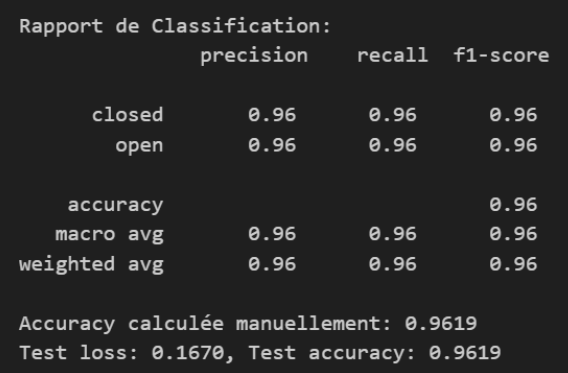 Rapport de Classification:
precision recall f1-score
closed 0.96 0.96 0.96
open 0.96 0.96 0.96
accuracy 0.96
macro avg 0.96 0.96 0.96
weighted avg 0.96 0.96 0.96
Accuracy calculée manuellement: 0.9619
Test loss: 0.1670, Test accuracy: 0.9619